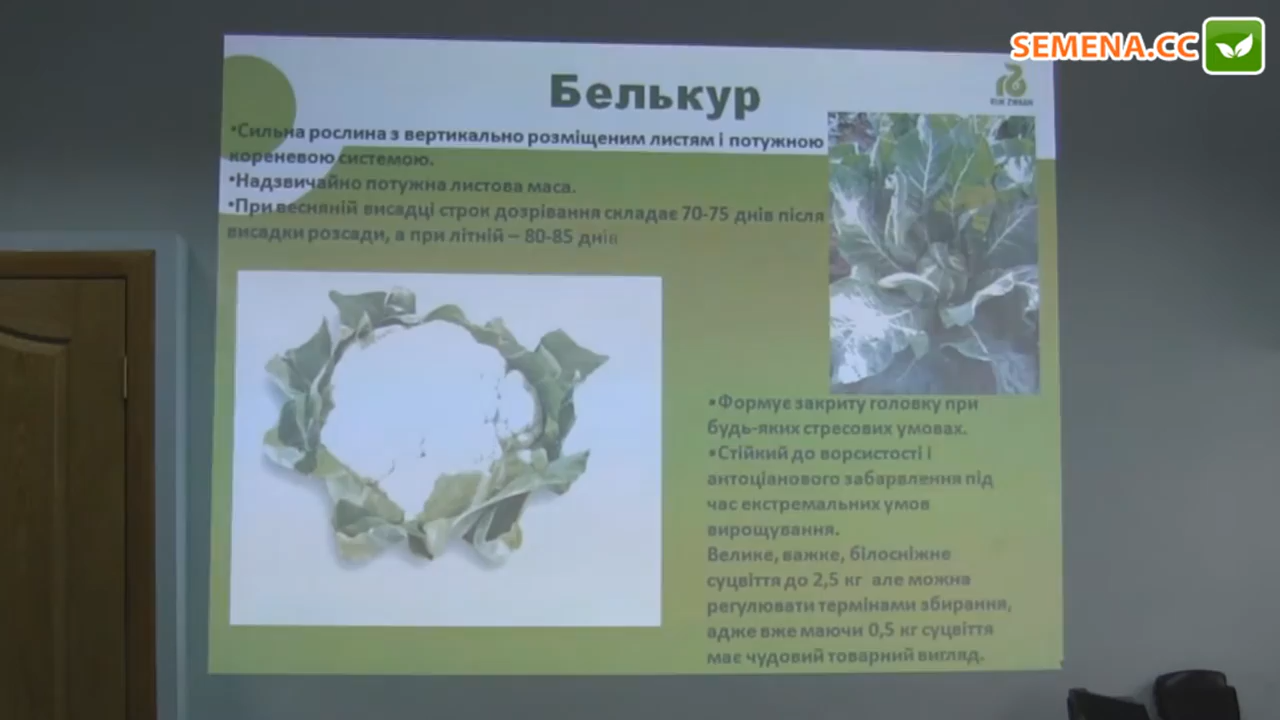 SEMENA.CC
Белькур
RIJK ZWAAN
•Сильна рослина з вертикально розміщеним листям і потужною
кореневою системою.
•Надзвичайно потужна листова маса.
•При весняній висадці строк дозрівання складає 70-75 днів після
висадки розсади, а при літній – 80-85 днів
•Формує закриту головку при
будь-яких стресових умовах.
•Стійкий до ворсистості і
антоціанового забарвлення під
час екстремальних умов
вирощування.
Велике, важке, білосніжне
суцвіття до 2,5 кг але можна
регулювати термінами збирання,
адже вже маючи 0,5 кг суцвіття
має чудовий товарний вигляд.